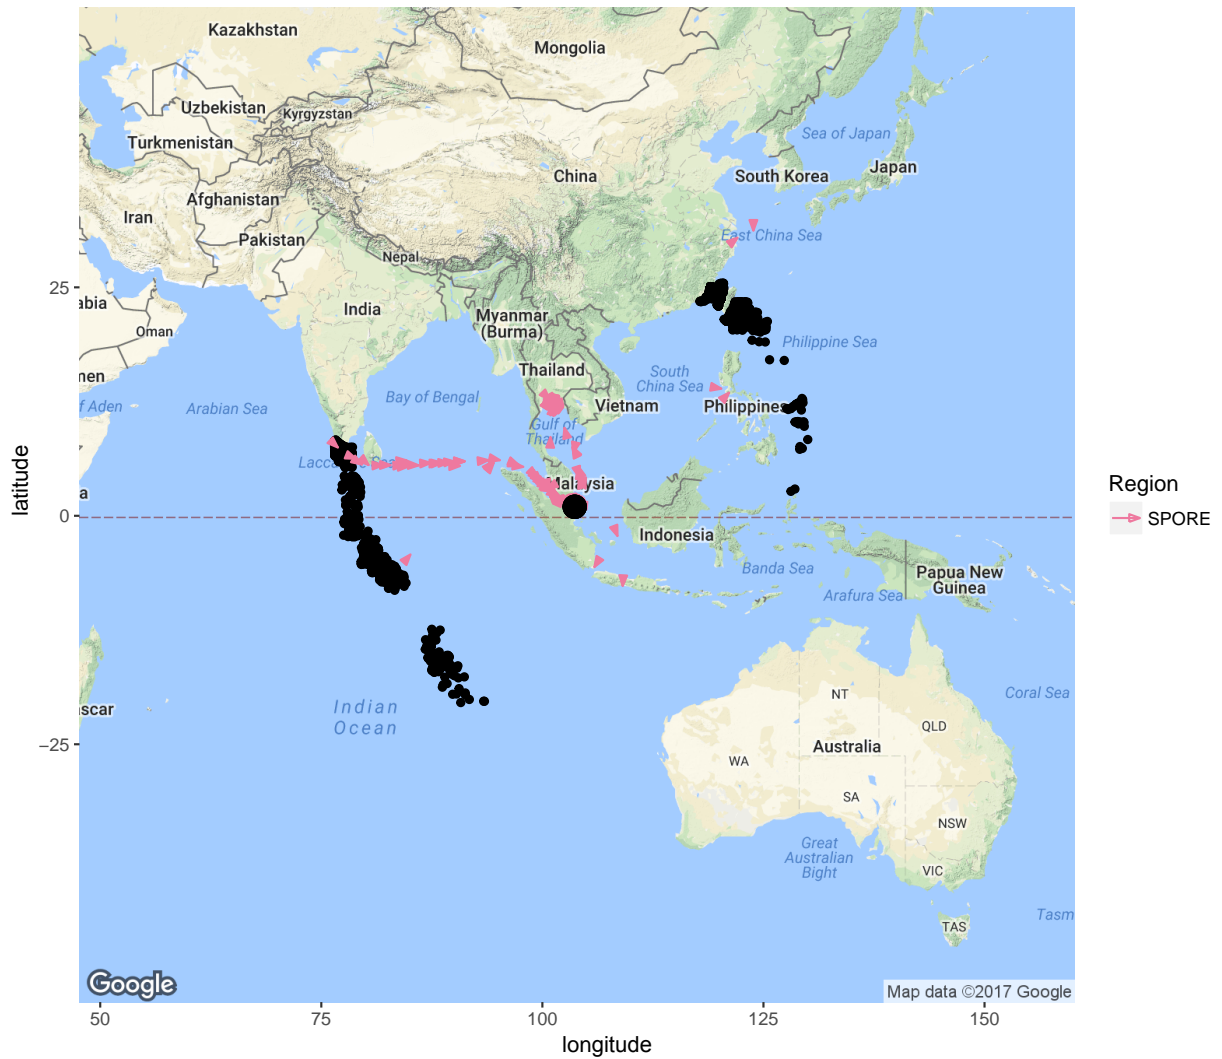 Kazakhstan
Mongolia
Uzbekistan
Kyrgyzstan
Turkmenistan
Sea of Japan
Japan
China
South Korea
Afghanistan
Iran
Pakistan
East China Sea
Nepal
25
abia
India
Myanmar
(Burma)
Oman
Philippine Sea
Thailand
South
China Sea
men
Bay of Bengal
f Aden
Arabian Sea
Vietnam
Philippines
Gulf of
Thailand
Lacca
Sea
Malaysia
a
latitude
0
Indonesia
Banda Sea
Papua New
Guinea
Arafura Sea
Region
SPORE
NT
Coral Sea
Indian
Ocean
ascar
QLD
−25
Australia
WA
SA
NSW
Great
Australian
Bight
VIC
Tasm
TAS
Google
Map data ©2017 Google
50
75
100
125
150
longitude